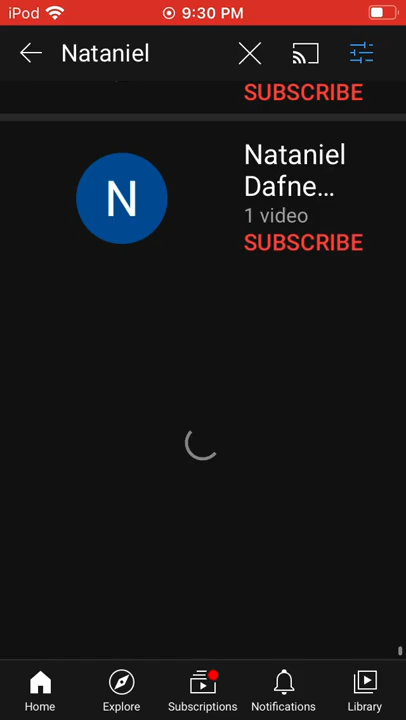 iPod 9:30 PM
Nataniel
SUBSCRIBE
Nataniel
Dafne...
1 video
SUBSCRIBE
N
Home Explore Subscriptions Notifications Library